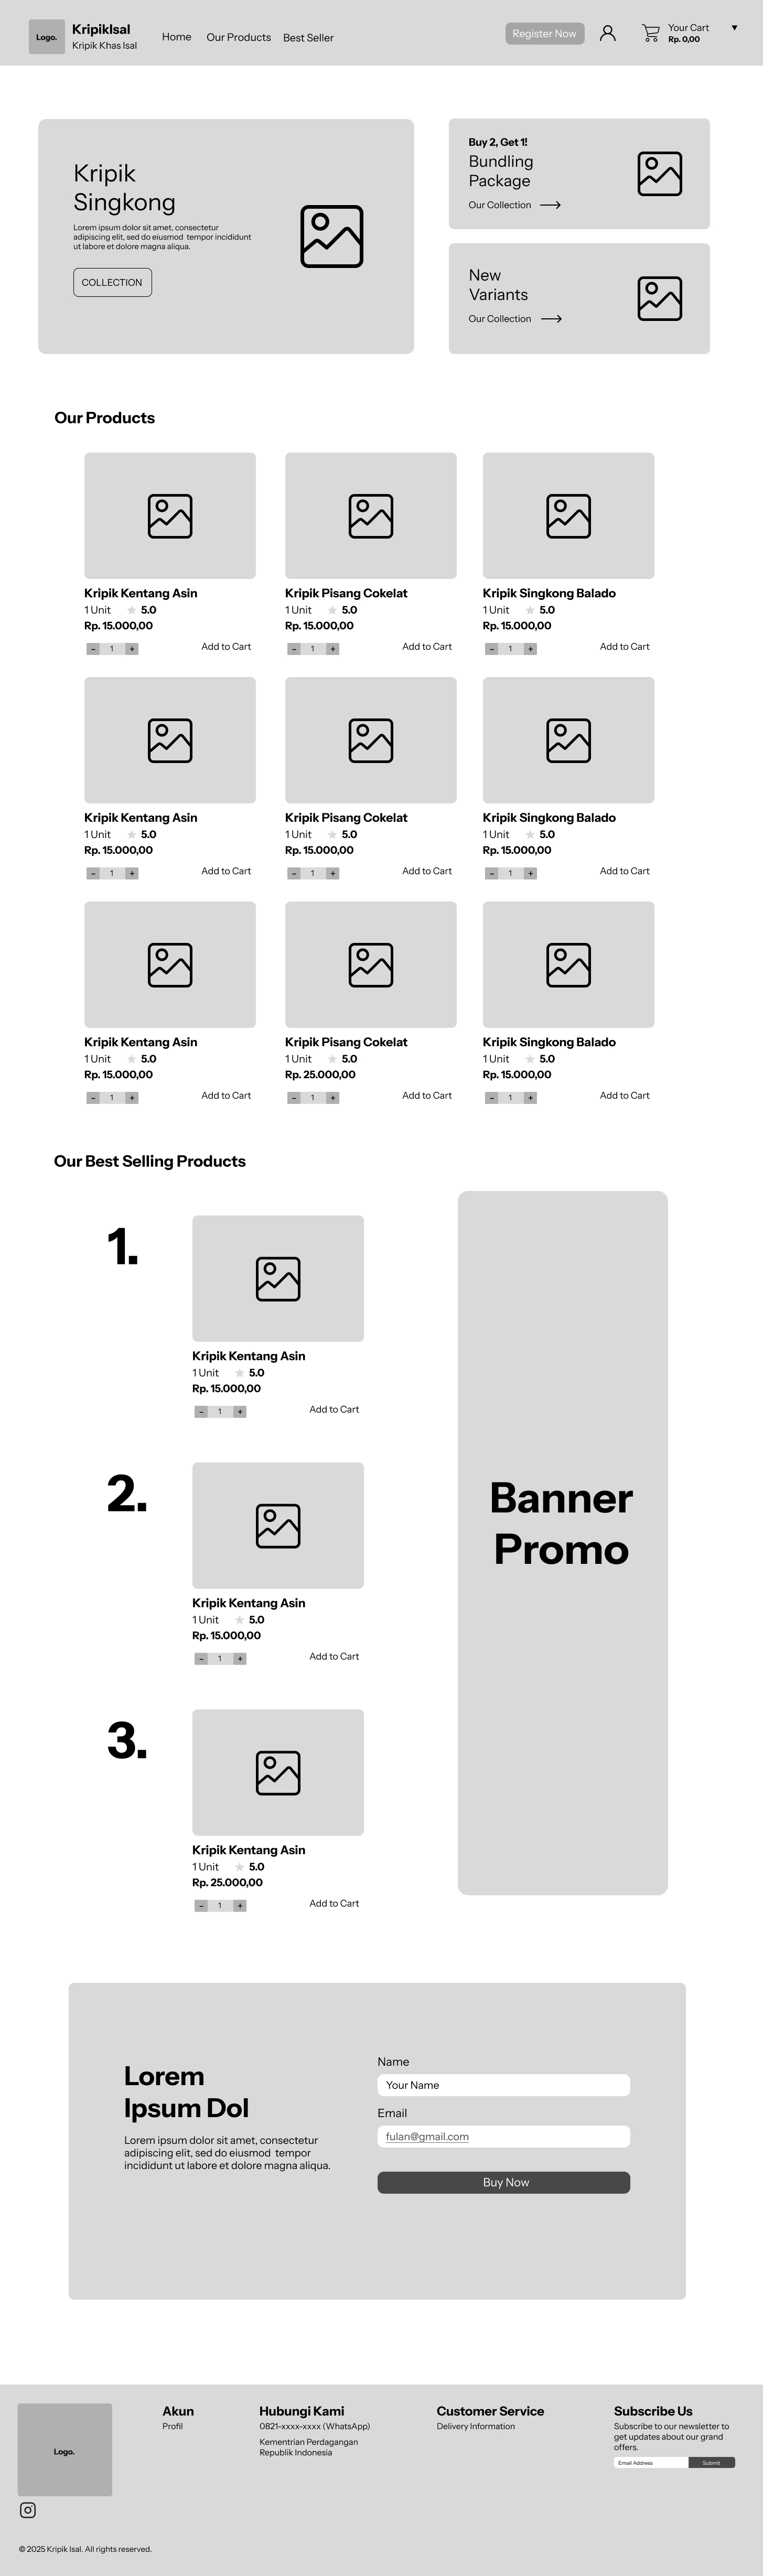 Logo.
KripikIsal
Kripik Khas Isal
Home
Our Products
Best Seller
Register Now
Your Cart
Rp. 0,00
Kripik
Singkong
Lorem ipsum dolor sit amet, consectetur
adipiscing elit, sed do eiusmod tempor incididunt
ut labore et dolore magna aliqua.
COLLECTION
Buy 2, Get 1!
Bundling
Package
Our Collection
New
Variants
Our Collection
Our Products
Kripik Kentang Asin
1 Unit 5.0
Rp. 15.000,00
- 1 + Add to Cart
Kripik Pisang Cokelat
1 Unit 5.0
Rp. 15.000,00
- 1 + Add to Cart
Kripik Singkong Balado
1 Unit 5.0
Rp. 15.000,00
- 1 + Add to Cart
Kripik Kentang Asin
1 Unit 5.0
Rp. 15.000,00
- 1 + Add to Cart
Kripik Pisang Cokelat
1 Unit 5.0
Rp. 15.000,00
- 1 + Add to Cart
Kripik Singkong Balado
1 Unit 5.0
Rp. 15.000,00
- 1 + Add to Cart
Kripik Kentang Asin
1 Unit 5.0
Rp. 15.000,00
- 1 + Add to Cart
Kripik Pisang Cokelat
1 Unit 5.0
Rp. 25.000,00
- 1 + Add to Cart
Kripik Singkong Balado
1 Unit 5.0
Rp. 15.000,00
- 1 + Add to Cart
Our Best Selling Products
1.
Kripik Kentang Asin
1 Unit 5.0
Rp. 15.000,00
- 1 + Add to Cart
2.
Kripik Kentang Asin
1 Unit 5.0
Rp. 15.000,00
- 1 + Add to Cart
3.
Kripik Kentang Asin
1 Unit 5.0
Rp. 25.000,00
- 1 + Add to Cart
Banner
Promo
Lorem
Ipsum Dol
Lorem ipsum dolor sit amet, consectetur
adipiscing elit, sed do eiusmod tempor
incididunt ut labore et dolore magna aliqua.
Name
Your Name
Email
fulan@gmail.com
Buy Now
Logo.
Akun
Profil
Hubungi Kami
0821-xxxx-xxxx (WhatsApp)
Kementrian Perdagangan
Republik Indonesia
Customer Service
Delivery Information
Subscribe Us
Subscribe to our newsletter to
get updates about our grand
offers.
Email Address
Submit
© 2025 Kripik Isal. All rights reserved.